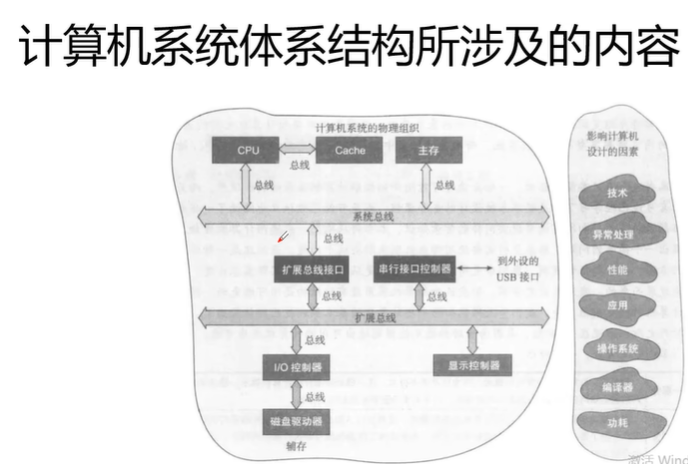 计算机系统体系结构所涉及的内容
计算机系统的物理组织
CPU
Cache
主存
总线
总线
总线
系统总线
总线
扩展总线接口
串行接口控制器
到外设的
USB 接口
总线
总线
扩展总线
总线
I/O 控制器
显示控制器
总线
磁盘驱动器
辅存
影响计算机
设计的因素
技术
异常处理
性能
应用
操作系统
编译器
功耗
激活 Wind